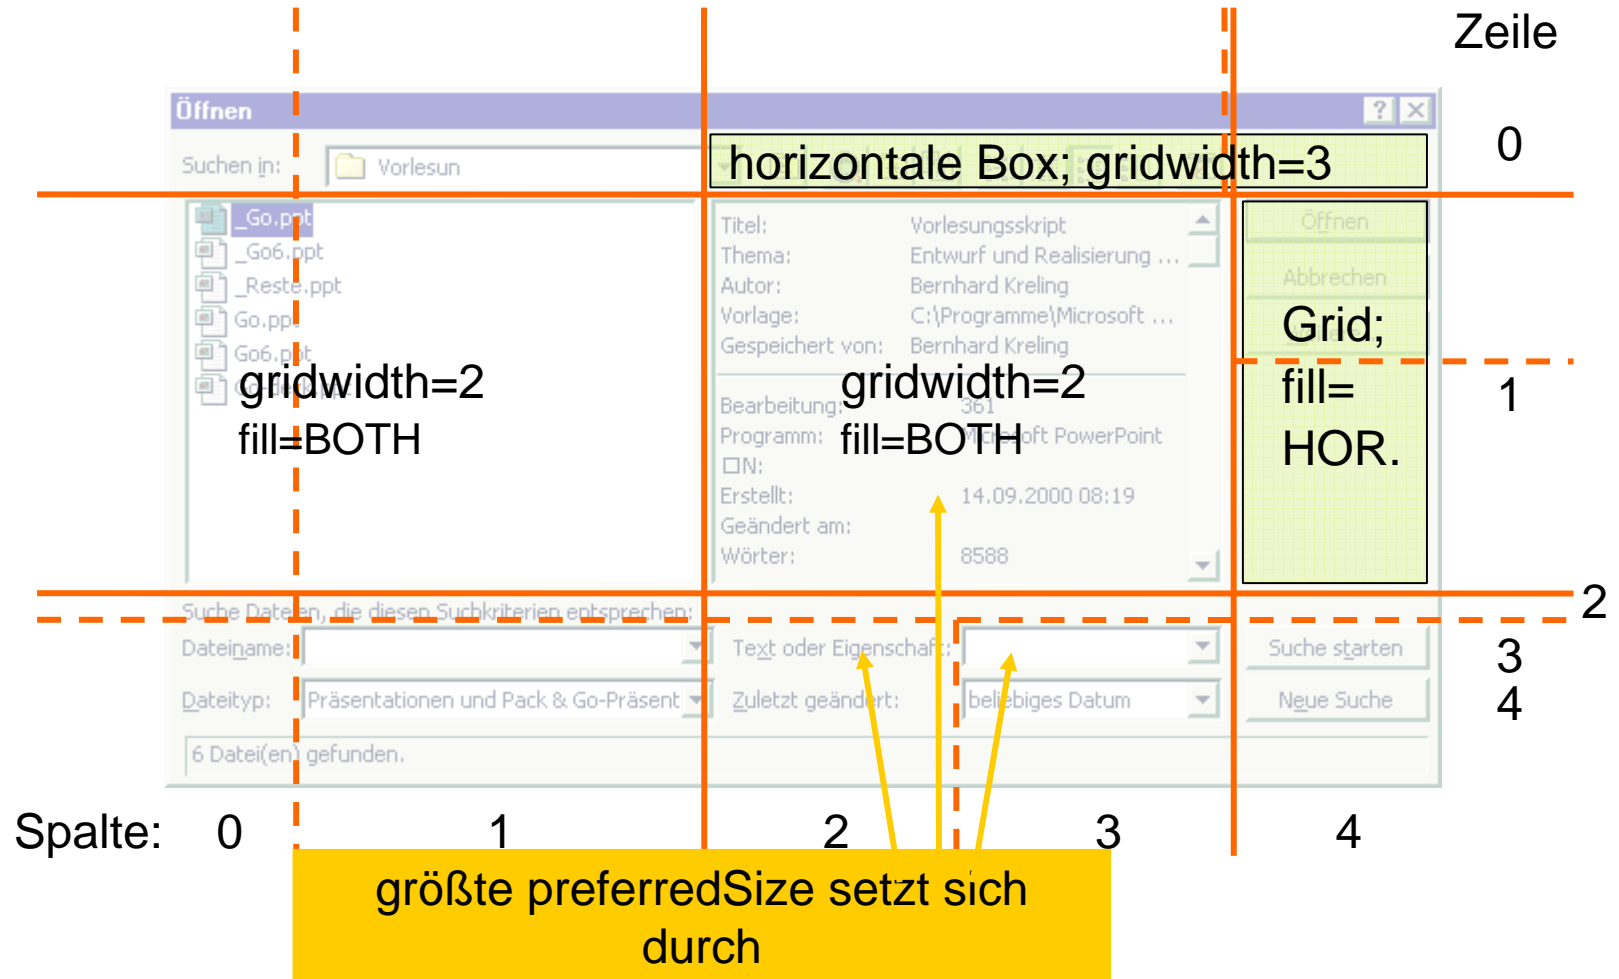 Zeile
Öffnen
0
Suchen in: Vorlesun
horizontale Box; gridwidth=3
_Go.ppt
_Go6.ppt
_Reste.ppt
Go.ppt
Go6.ppt
gridwidth=2
fill=BOTH
Titel: Vorlesungsskript
Thema: Entwurf und Realisierung ...
Autor: Bernhard Kreling
Vorlage: C:\Programme\Microsoft ...
Gespeichert von: Bernhard Kreling
Bearbeitung: 361
Programm: Microsoft PowerPoint
N:
Erstellt: 14.09.2000 08:19
Geändert am:
Wörter: 8588
gridwidth=2
fill=BOTH
Öffnen
Abbrechen
Grid;
fill=
HOR.
1
2
Suche Dateien, die diesen Suchkriterien entsprechen:
Dateiname: Text oder Eigenschaft: Suche starten
3
Dateityp: Präsentationen und Pack & Go-Präsent Zuletzt geändert: beliebiges Datum Neue Suche
4
6 Datei(en) gefunden.
Spalte: 0 1 2 3 4
größte preferredSize setzt sich
durch